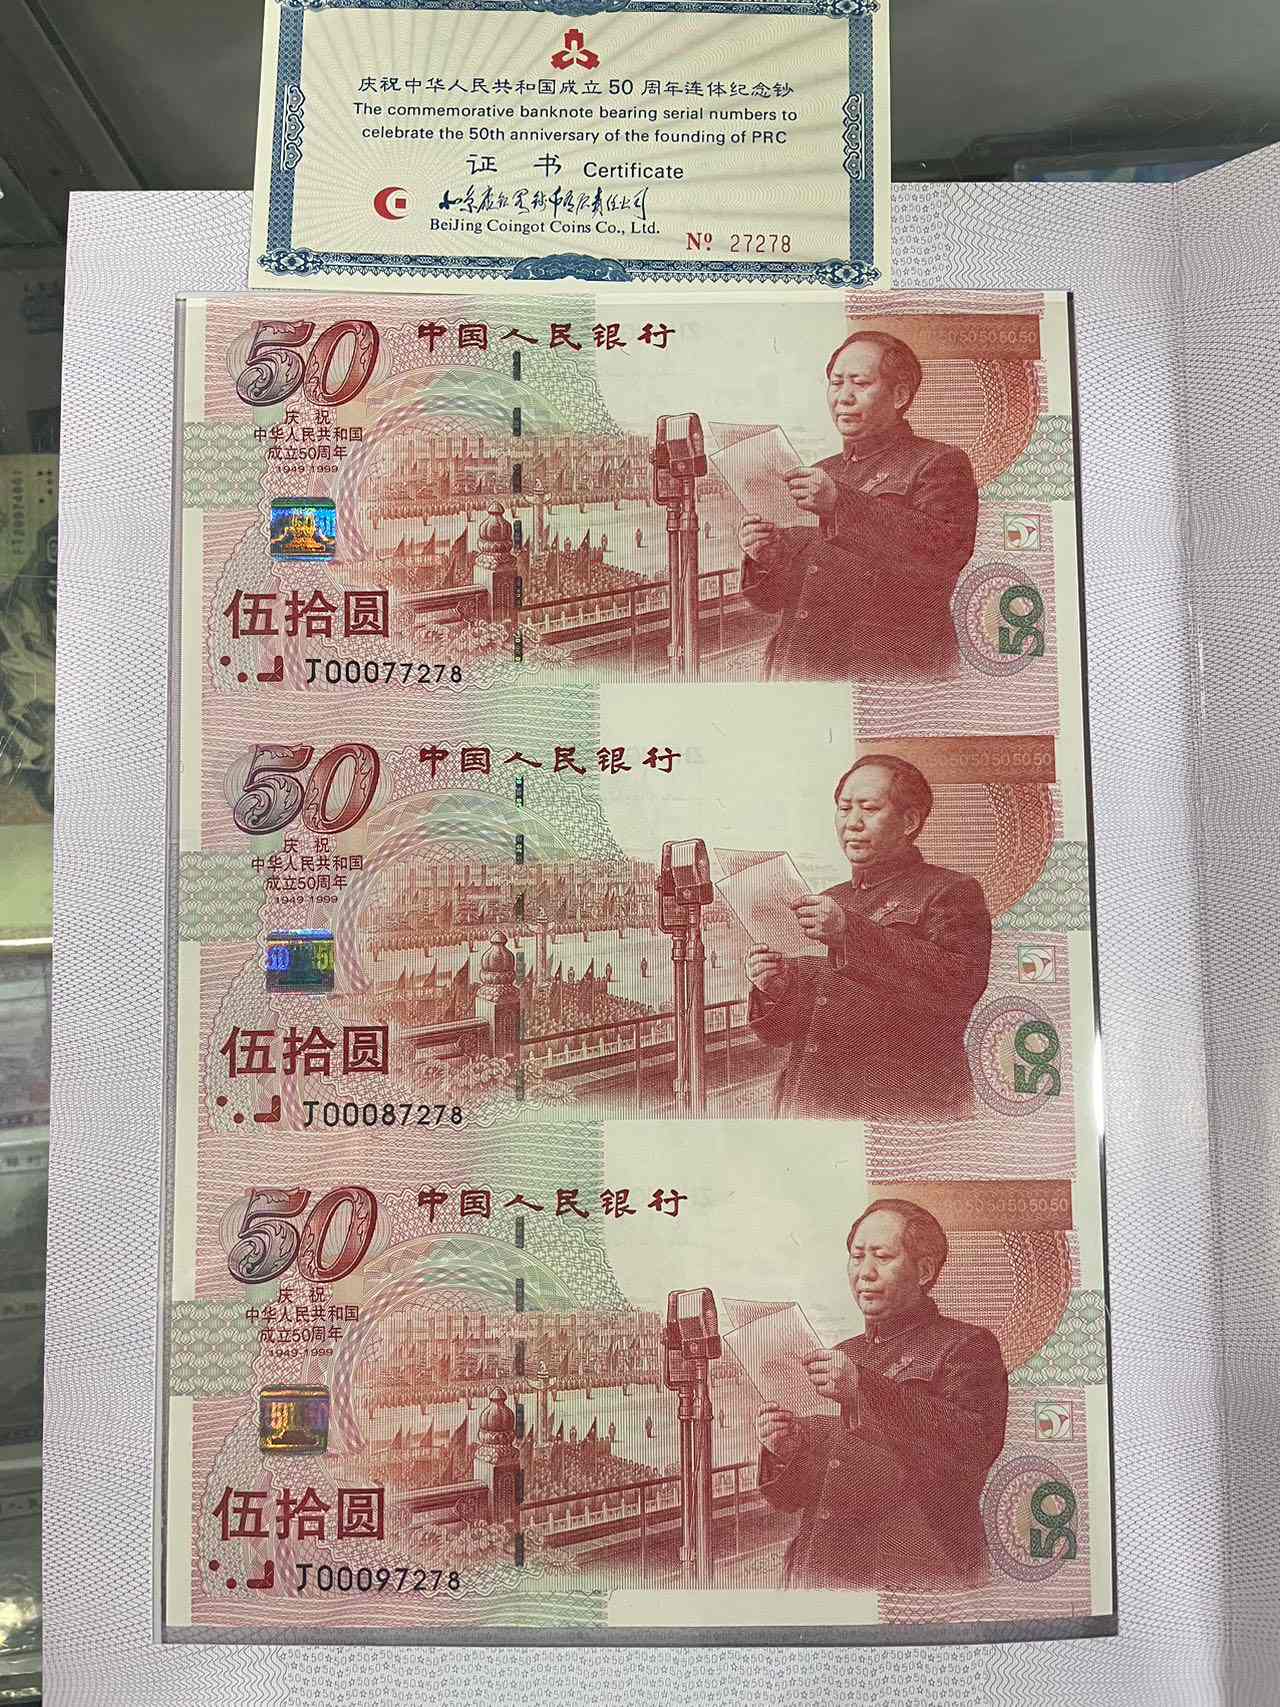 庆祝中华人民共和国成立 50 周年连体纪念钞
The commemorative banknote bearing serial numbers to
celebrate the 50th anniversary of the founding of PRC
证 书 Certificate
BeiJing Coingot Coins Co., Ltd.
Nº 27278
50
中国人民银行
庆 祝
中华人民共和国
成立50周年
1949-1999
伍拾圆
50
J00077278
50
中国人民银行
庆 祝
中华人民共和国
成立50周年
1949-1999
伍拾圆
50
J00087278
50
中国人民银行
庆 祝
中华人民共和国
成立50周年
1949-1999
伍拾圆
50
J00097278